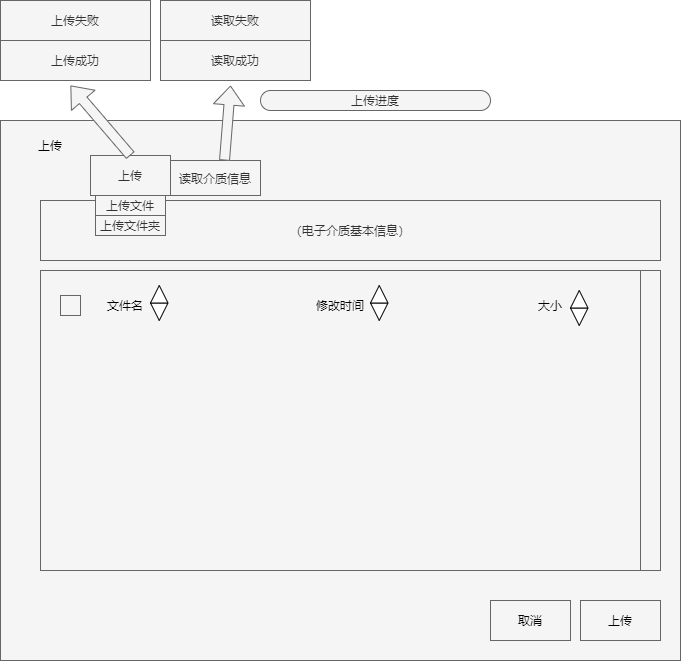 上传失败
读取失败
上传成功
读取成功
上传进度
上传
上传
读取介质信息
上传文件
上传文件夹
（电子介质基本信息）
文件名
修改时间
大小
取消
上传